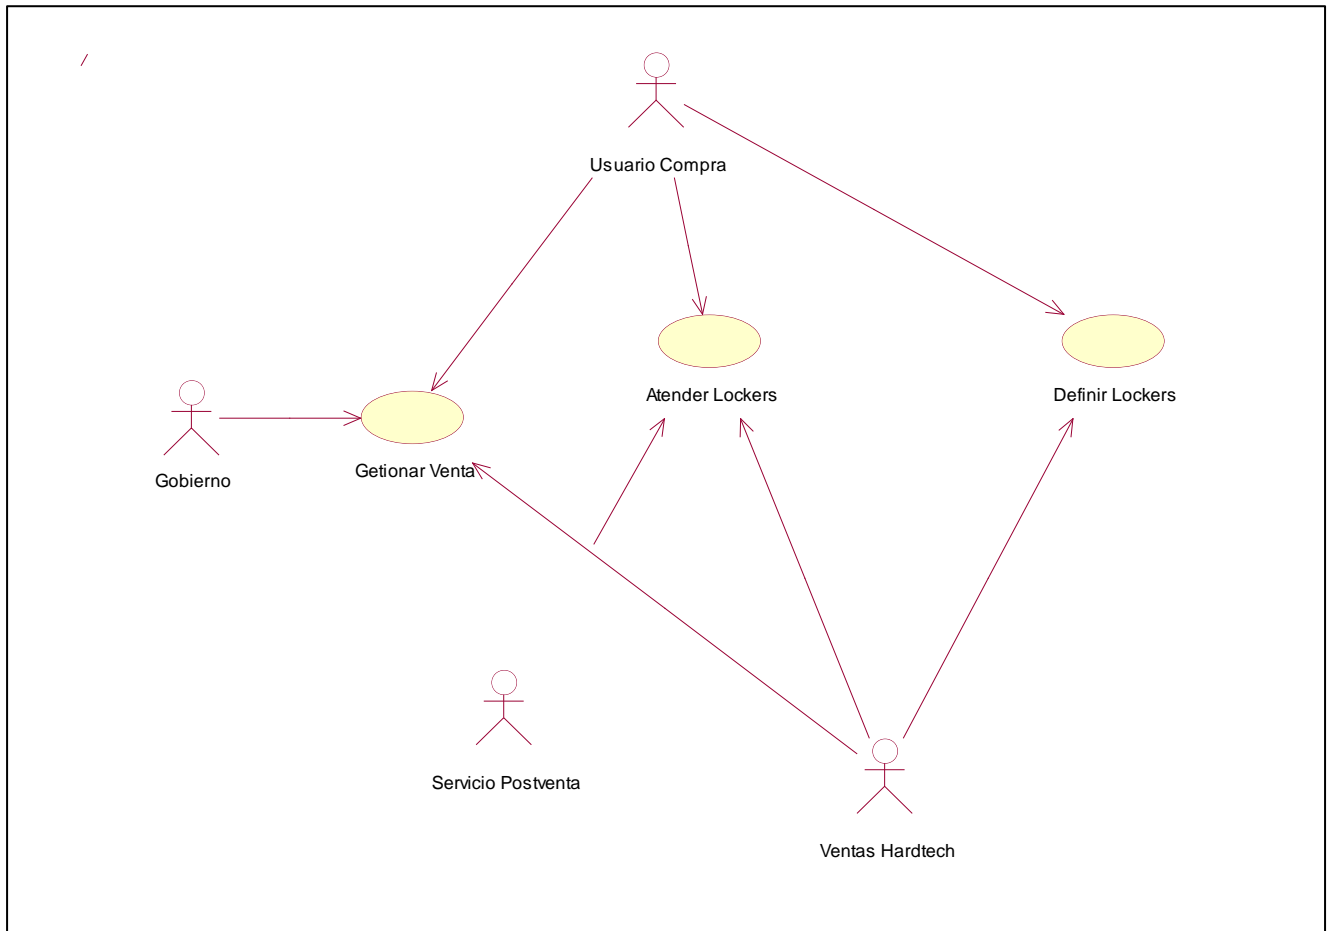 Usuario Compra
Atender Lockers
Definir Lockers
Getionar Venta
Gobierno
Servicio Postventa
Ventas Hardtech